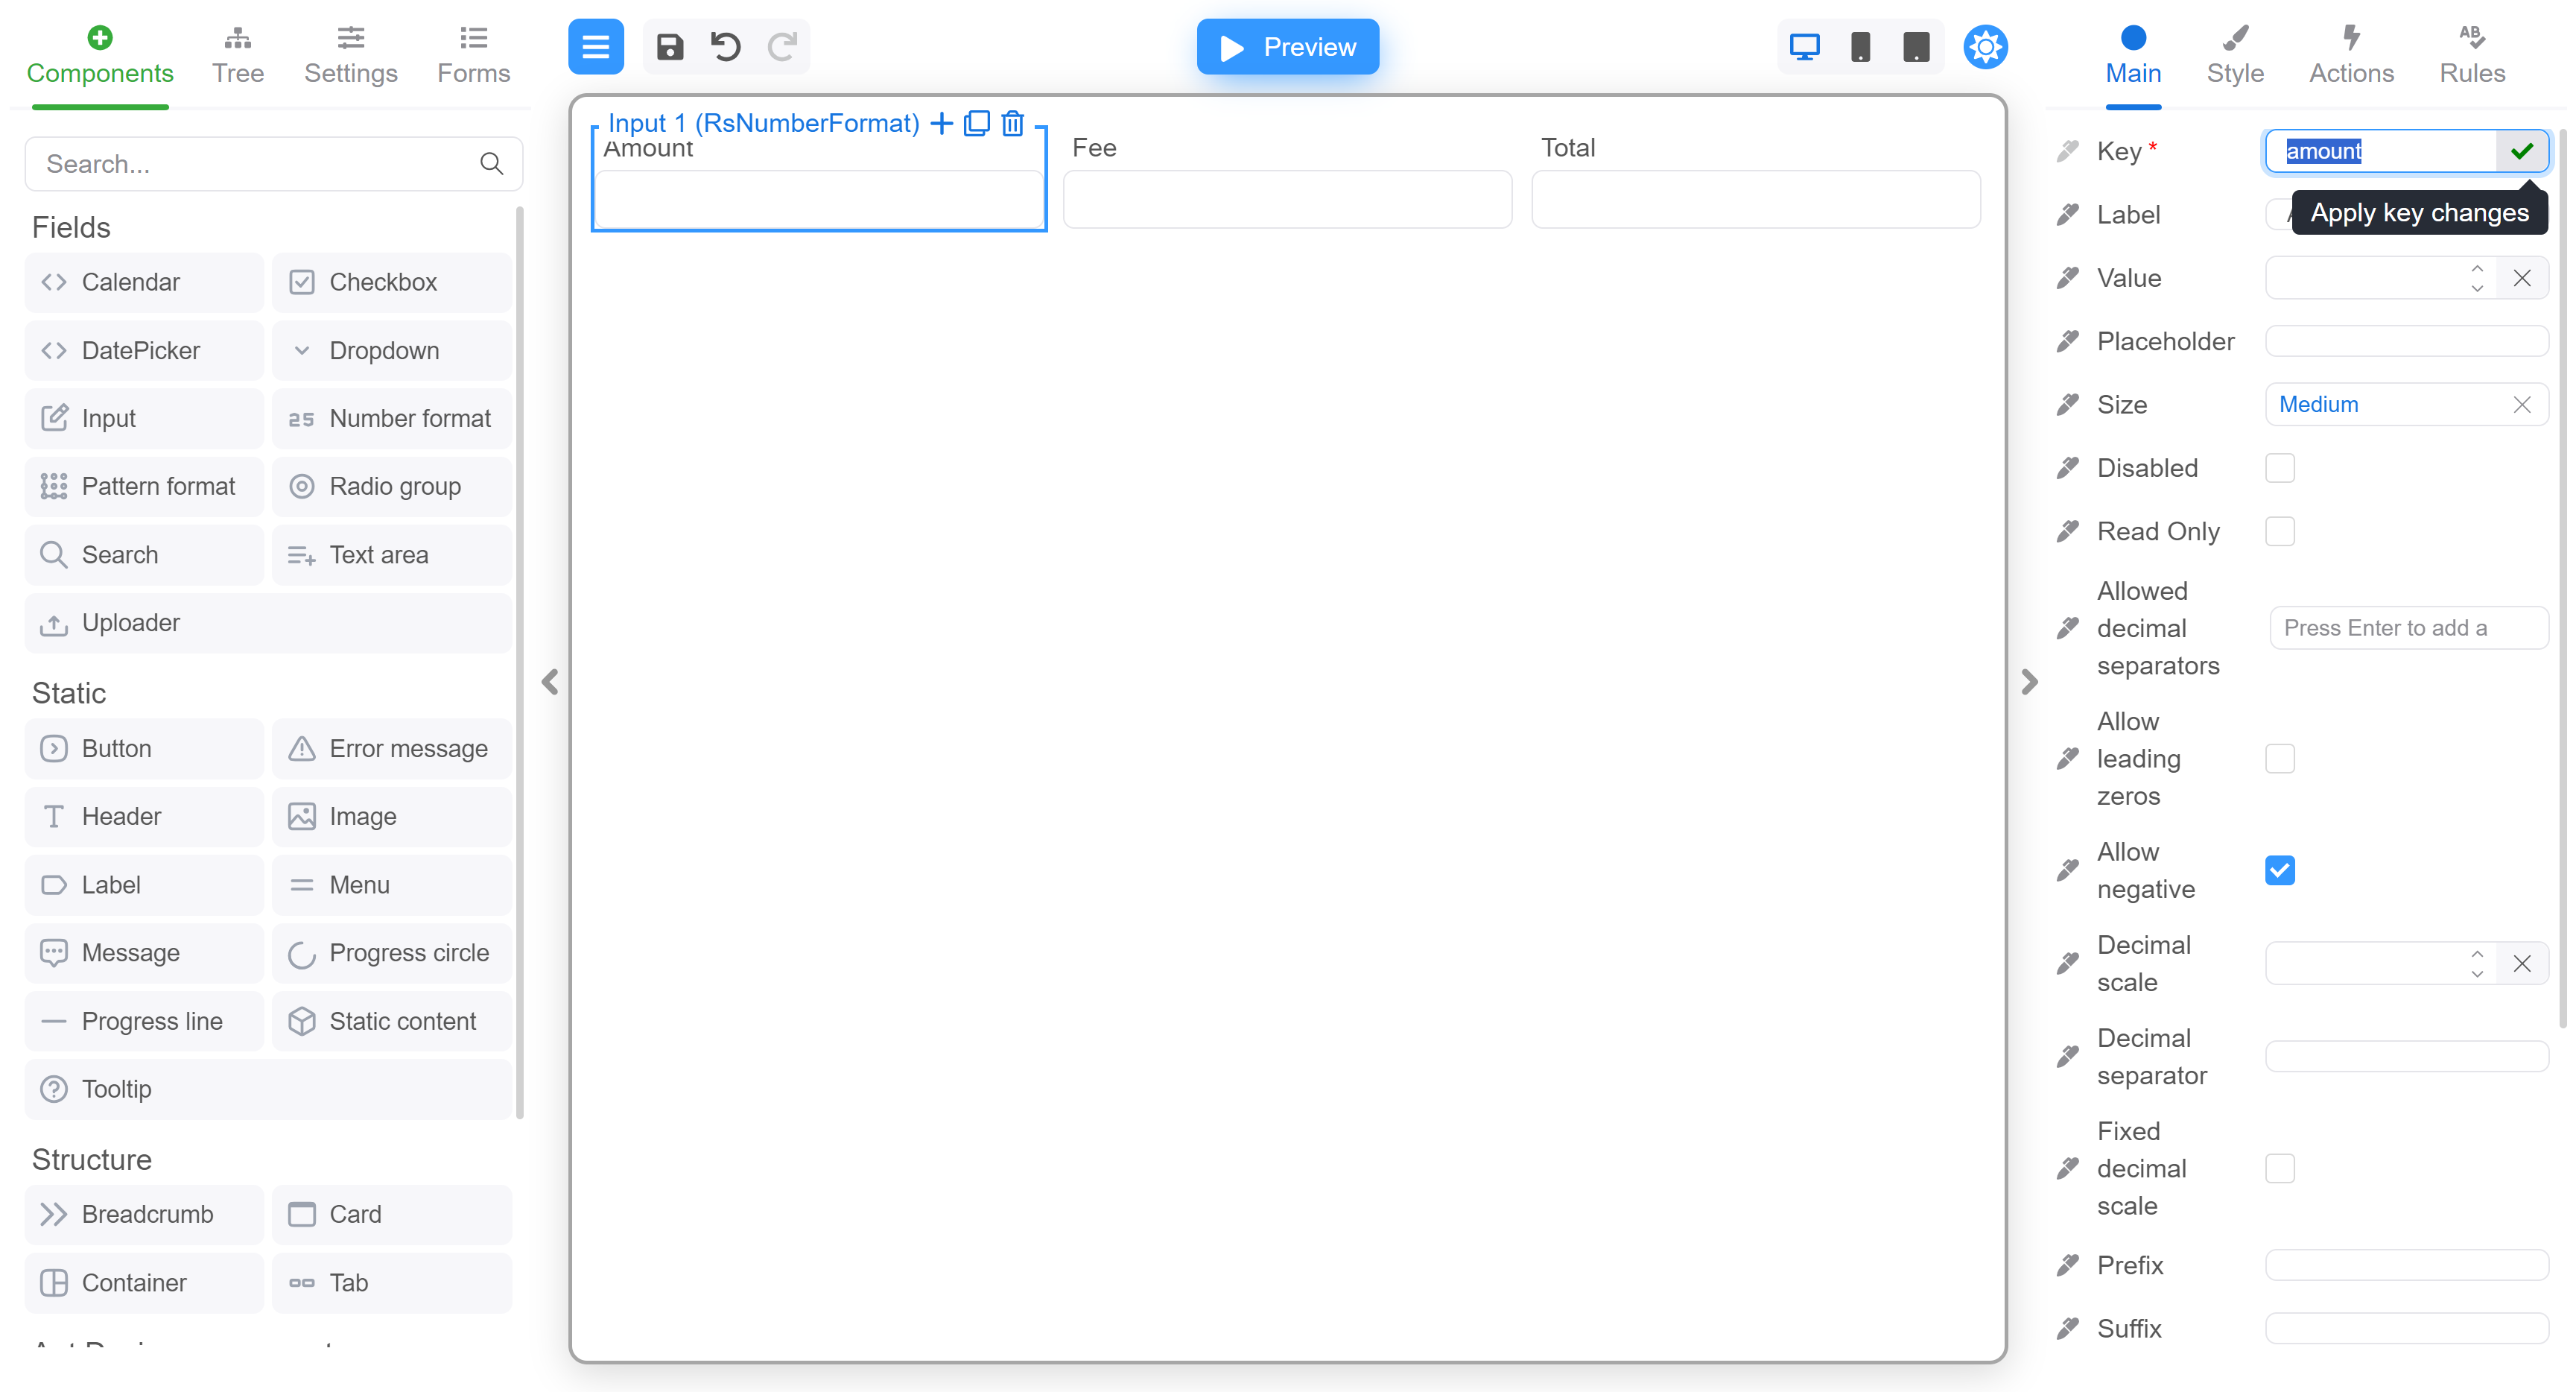 Components
Tree
Settings
Forms
Search...
Fields
Calendar
Checkbox
DatePicker
Dropdown
Input
25 Number format
Pattern format
Radio group
Search
Text area
Uploader
Static
Button
Error message
Header
Image
Label
Menu
Message
Progress circle
Progress line
Static content
Tooltip
Structure
Breadcrumb
Card
Container
Tab
Preview
Input 1 (RsNumberFormat)
Amount
Fee
Total
Main
Style
Actions
AB
Rules
Key *
amount
Apply key changes
Label
Value
Placeholder
Size
Medium
Disabled
Read Only
Allowed
decimal
separators
Press Enter to add a
Allow
leading
zeros
Allow
negative
Decimal
scale
Decimal
separator
Fixed
decimal
scale
Prefix
Suffix